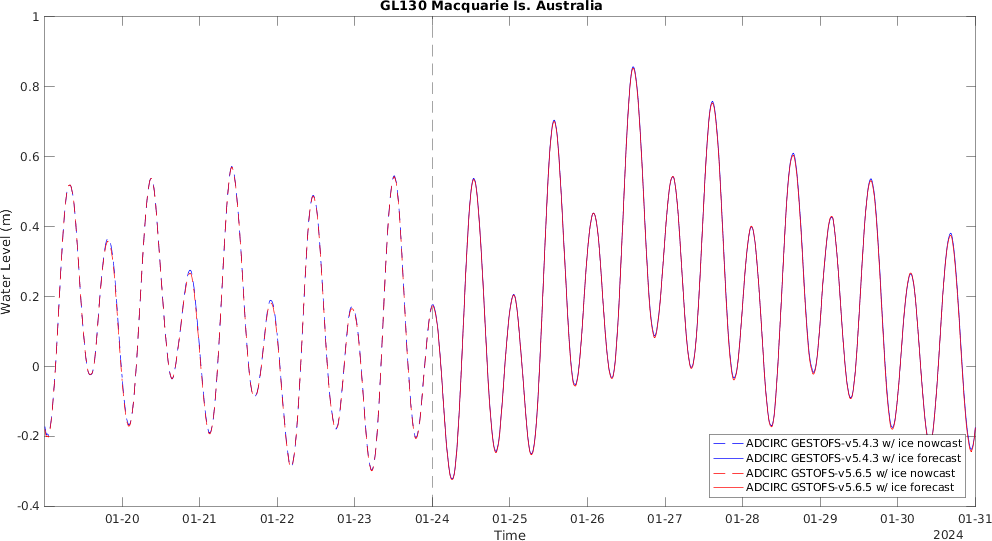 GL130 Macquarie Is. Australia
1
0.8
0.6
0.4
0.2
0
-0.2
-0.4
Water Level (m)
ADCIRC GESTOFS-v5.4.3 w/ ice nowcast
ADCIRC GESTOFS-v5.4.3 w/ ice forecast
ADCIRC GSTOFS-v5.6.5 w/ ice nowcast
ADCIRC GSTOFS-v5.6.5 w/ ice forecast
01-20 01-21 01-22 01-23 01-24 01-25 01-26 01-27 01-28 01-29 01-30 01-31
Time
2024